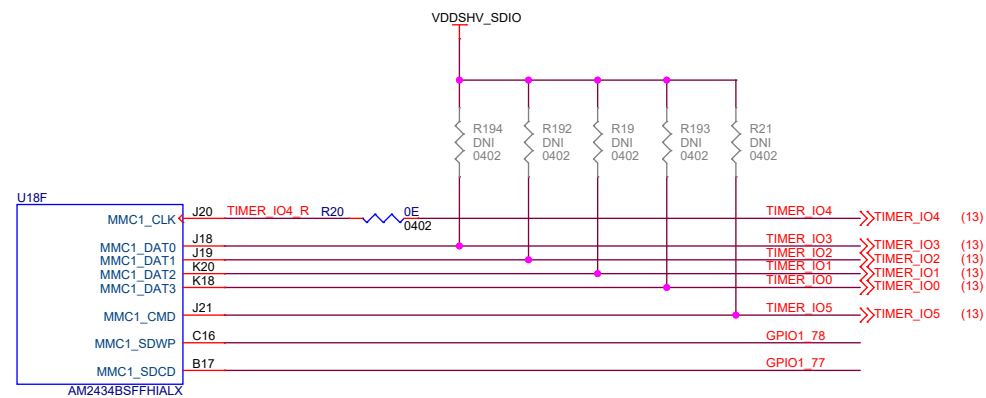 VDDSHV_SDIO
R194
DNI
0402
R192
DNI
0402
R19
DNI
0402
R193
DNI
0402
R21
DNI
0402
U18F
MMC1_CLK J20 TIMER_IO4_R R20 0E TIMER_IO4 TIMER_IO4 (13)
0402
MMC1_DAT0 J18 TIMER_IO3 TIMER_IO3 (13)
MMC1_DAT1 J19 TIMER_IO2 TIMER_IO2 (13)
MMC1_DAT2 K20 TIMER_IO1 TIMER_IO1 (13)
MMC1_DAT3 K18 TIMER_IO0 TIMER_IO0 (13)
MMC1_CMD J21 TIMER_IO5 TIMER_IO5 (13)
MMC1_SDWP C16 GPIO1_78
MMC1_SDCD B17 GPIO1_77
AM2434BSFFHIALX